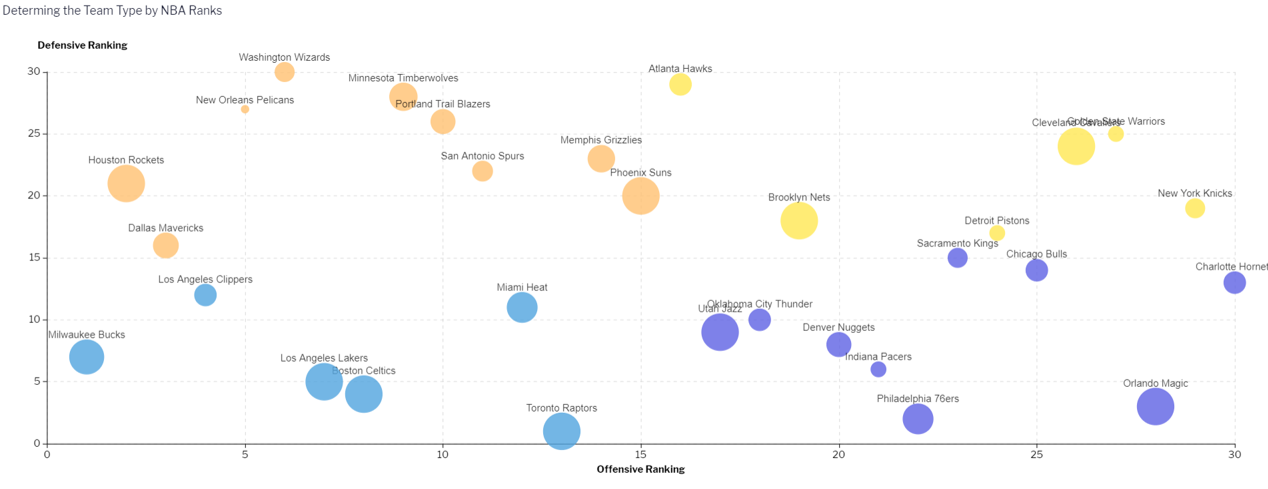 Determing the Team Type by NBA Ranks
Defensive Ranking
Washington Wizards
Atlanta Hawks
30
Minnesota Timberwolves
New Orleans Pelicans
Portland Trail Blazers
Cleveland Cavaliers
Golden State Warriors
25
Memphis Grizzlies
San Antonio Spurs
Houston Rockets
Phoenix Suns
20
Brooklyn Nets
New York Knicks
Dallas Mavericks
Detroit Pistons
Sacramento Kings
15
Chicago Bulls
Los Angeles Clippers
Charlotte Hornet
Miami Heat
10
Oklahoma City Thunder
Utah Jazz
Milwaukee Bucks
Denver Nuggets
Los Angeles Lakers
Indiana Pacers
Boston Celtics
5
Orlando Magic
Philadelphia 76ers
Toronto Raptors
0
0 5 10 15 20 25 30
Offensive Ranking